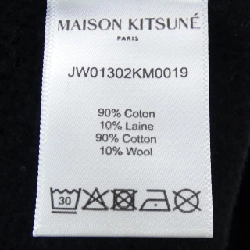 MAISON KITSUNÉ
PARIS
JW01302KM0019
90% Coton
10% Laine
90% Cotton
10% Wool
30